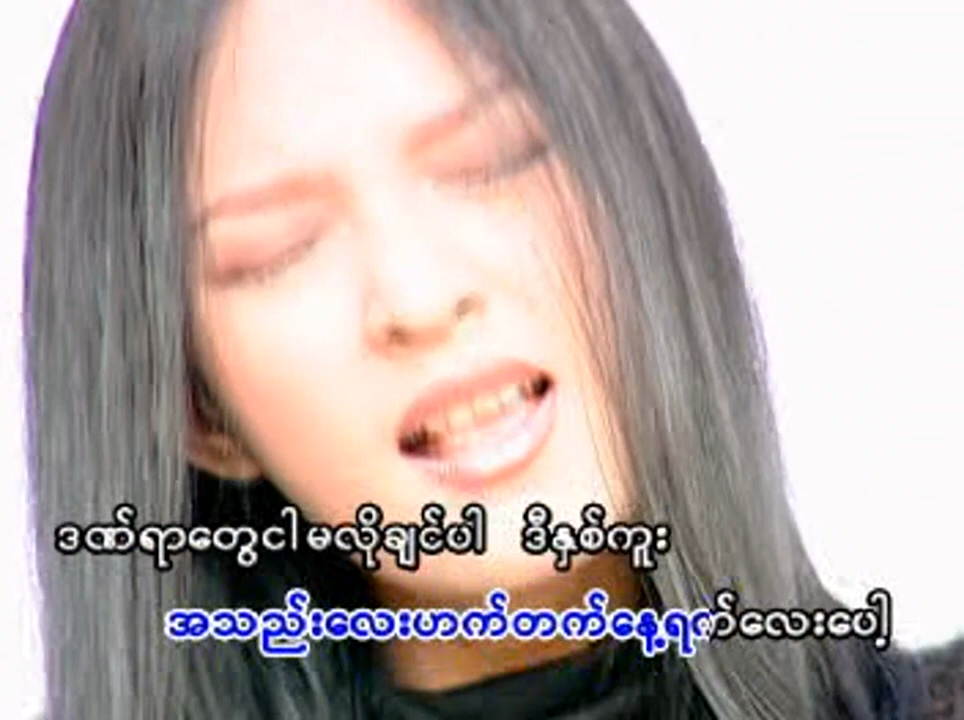 ဒဏ်ရာတွေငါမလိုချင်ပါ ဒီနှစ်ကူး
အသည်းလေးဟက်တက်နေ့ရက်လေးပေါ့